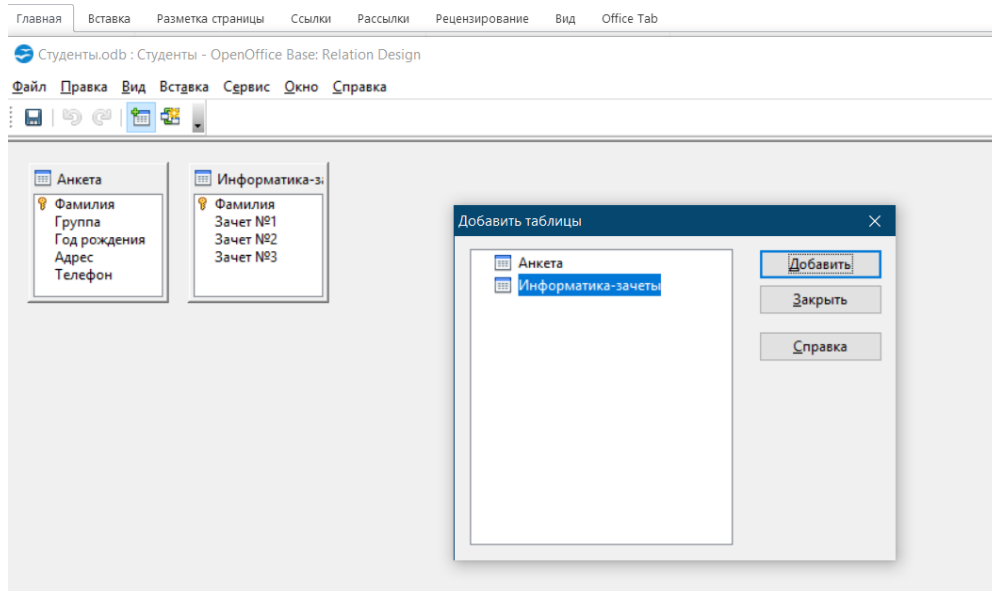 Главная Вставка Разметка страницы Ссылки Рассылки Рецензирование Вид Office Tab
Студенты.odb : Студенты - OpenOffice Base: Relation Design
Файл Правка Вид Вставка Сервис Окно Справка
Анкета
Фамилия
Группа
Год рождения
Адрес
Телефон
Информатика-за
Фамилия
Зачет №1
Зачет №2
Зачет №3
Добавить таблицы
Анкета
Информатика-зачеты
Добавить
Закрыть
Справка